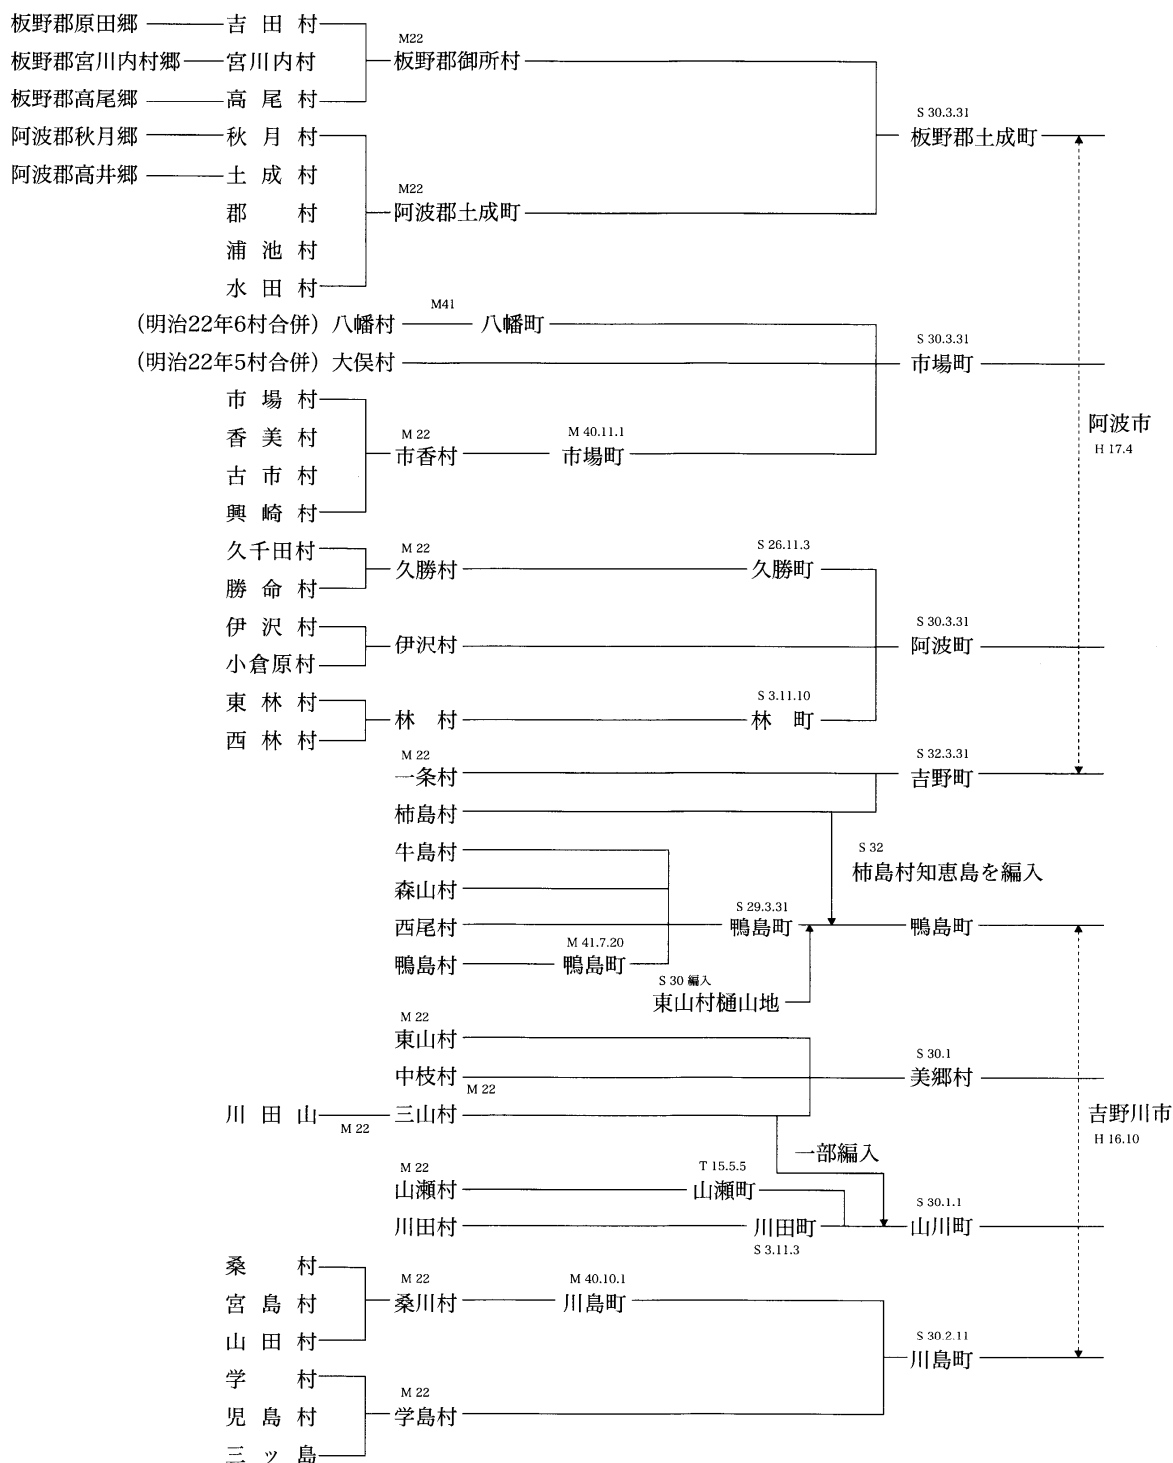 板野郡原田郷 吉田村
M22
板野郡宮川内村郷 宮川内村 板野郡御所村
板野郡高尾郷 高尾村
S 30.3.31
阿波郡秋月郷 秋月村 板野郡土成町
阿波郡高井郷 土成村
M22
郡村 阿波郡土成町
浦池村
水田村
M41
(明治22年6村合併) 八幡村 八幡町
S 30.3.31
(明治22年5村合併) 大俣村 市場町
市場村
阿波市
H 17.4
香美村
M 22 M 40.11.1
市香村 市場町
古市村
興崎村
久千田村
M 22 S 26.11.3
久勝村 久勝町
勝命村
伊沢村
S 30.3.31
伊沢村 阿波町
小倉原村
東林村
S 3.11.10
林村 林町
西林村
M 22 S 32.3.31
一条村 吉野町
柿島村
牛島村
S 32
柿島村知恵島を編入
森山村
S 29.3.31
西尾村 鴨島町 鴨島町
M 41.7.20
鴨島村 鴨島町
S 30 編入
東山村樋山地
M 22
東山村
S 30.1
中枝村 美郷村
M 22
川田山 三山村
M 22
吉野川市
H 16.10
一部編入
M 22 T 15.5.5
山瀬村 山瀬町
S 30.1.1
川田村 川田町 山川町
S 3.11.3
桑村
M 22 M 40.10.1
宮島村 桑川村 川島町
山田村
S 30.2.11
川島町
学村
M 22
児島村 学島村
三ッ島